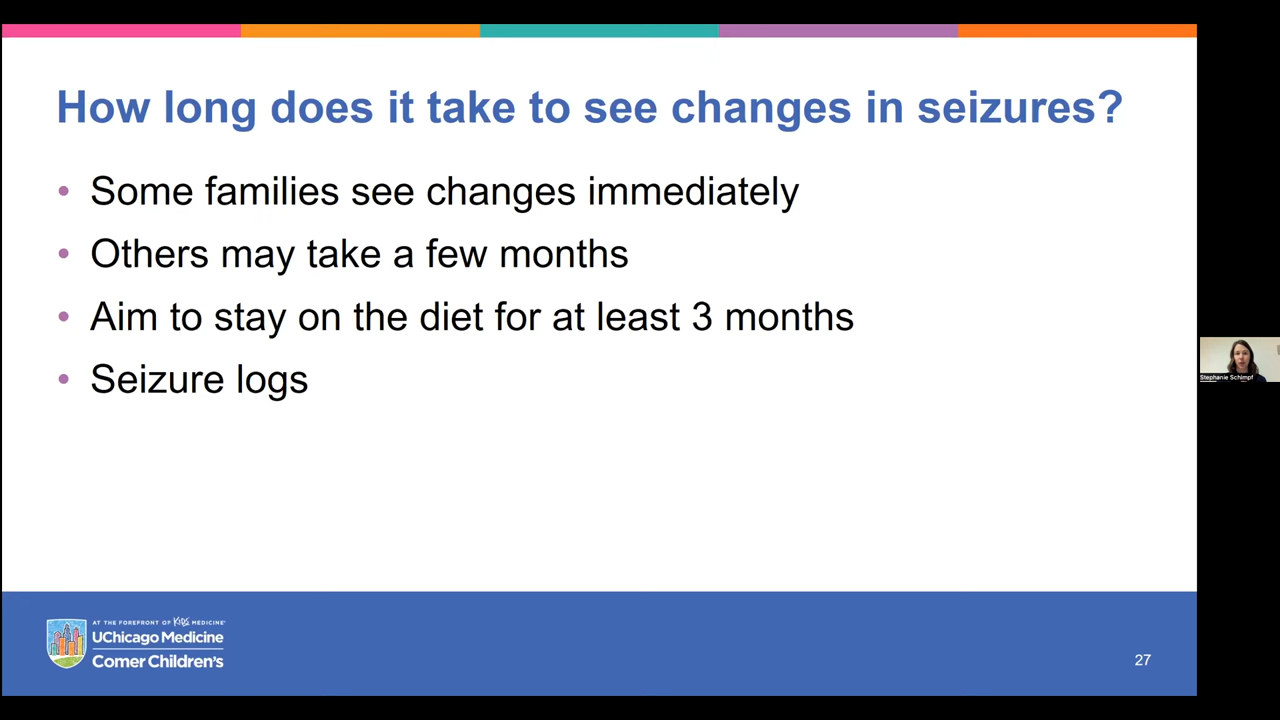 How long does it take to see changes in seizures?
• Some families see changes immediately
• Others may take a few months
• Aim to stay on the diet for at least 3 months
• Seizure logs
Stephanie Schimpf
AT THE FOREFRONT OF KIDS MEDICINE®
UChicago Medicine
Comer Children's
27